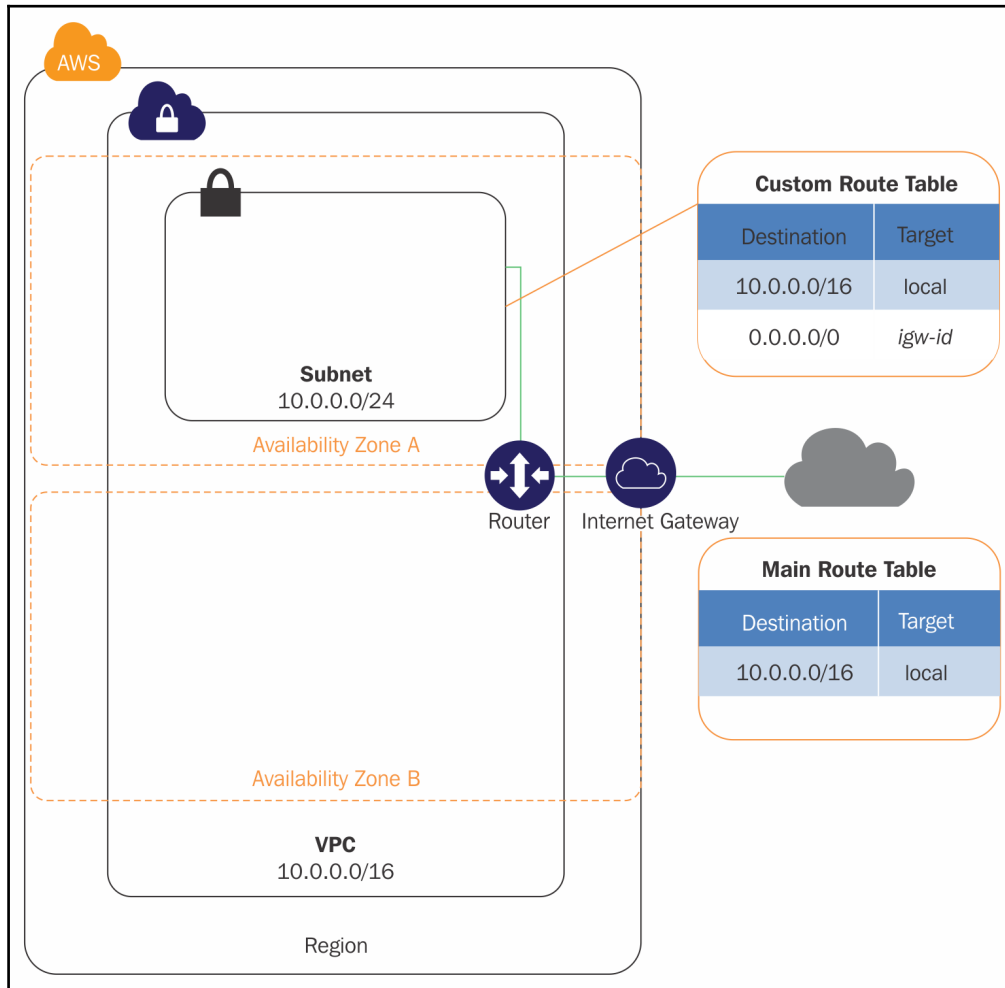 AWS
Custom Route Table
Destination Target
10.0.0.0/16 local
0.0.0.0/0 igw-id
Subnet
10.0.0.0/24
Availability Zone A
Router
Internet Gateway
Main Route Table
Destination Target
10.0.0.0/16 local
Availability Zone B
VPC
10.0.0.0/16
Region